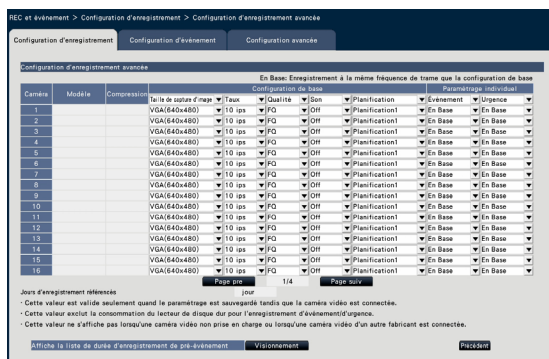 REC et événement > Configuration d'enregistrement > Configuration d'enregistrement avancée
Configuration d'enregistrement Configuration d'événement Configuration avancée
Configuration d'enregistrement avancée
En Base: Enregistrement à la même fréquence de trame que la configuration de base
Caméra Modèle Compression Configuration de base Paramétrage individuel
Taille de capture d'image Taux Qualité Son Planification Événement Urgence
1 VGA(640x480) 10 ips FQ Off Planification1 En Base En Base
2 VGA(640x480) 10 ips FQ Off Planification1 En Base En Base
3 VGA(640x480) 10 ips FQ Off Planification1 En Base En Base
4 VGA(640x480) 10 ips FQ Off Planification1 En Base En Base
5 VGA(640x480) 10 ips FQ Off Planification1 En Base En Base
6 VGA(640x480) 10 ips FQ Off Planification1 En Base En Base
7 VGA(640x480) 10 ips FQ Off Planification1 En Base En Base
8 VGA(640x480) 10 ips FQ Off Planification1 En Base En Base
9 VGA(640x480) 10 ips FQ Off Planification1 En Base En Base
10 VGA(640x480) 10 ips FQ Off Planification1 En Base En Base
11 VGA(640x480) 10 ips FQ Off Planification1 En Base En Base
12 VGA(640x480) 10 ips FQ Off Planification1 En Base En Base
13 VGA(640x480) 10 ips FQ Off Planification1 En Base En Base
14 VGA(640x480) 10 ips FQ Off Planification1 En Base En Base
15 VGA(640x480) 10 ips FQ Off Planification1 En Base En Base
16 VGA(640x480) 10 ips FQ Off Planification1 En Base En Base
Page pre 1/4 Page suiv
Jours d'enregistrement référencés jour
· Cette valeur est valide seulement quand le paramétrage est sauvegardé tandis que la caméra vidéo est connectée.
· Cette valeur exclut la consommation du lecteur de disque dur pour l'enregistrement d'événement/d'urgence.
· Cette valeur ne s'affiche pas lorsqu'une caméra vidéo non prise en charge ou lorsqu'une caméra vidéo d'un autre fabricant est connectée.
Affiche la liste de durée d'enregistrement de pré-événement Visionnement Précédent